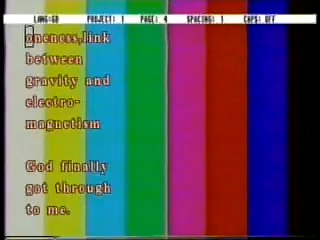 LANG:GD PROJECT: 1 PAGE: 4 SPACING: 1 CAPS: OFF
oneness,link
between
gravity and
electro-
magnetism
God finally
got through
to me.